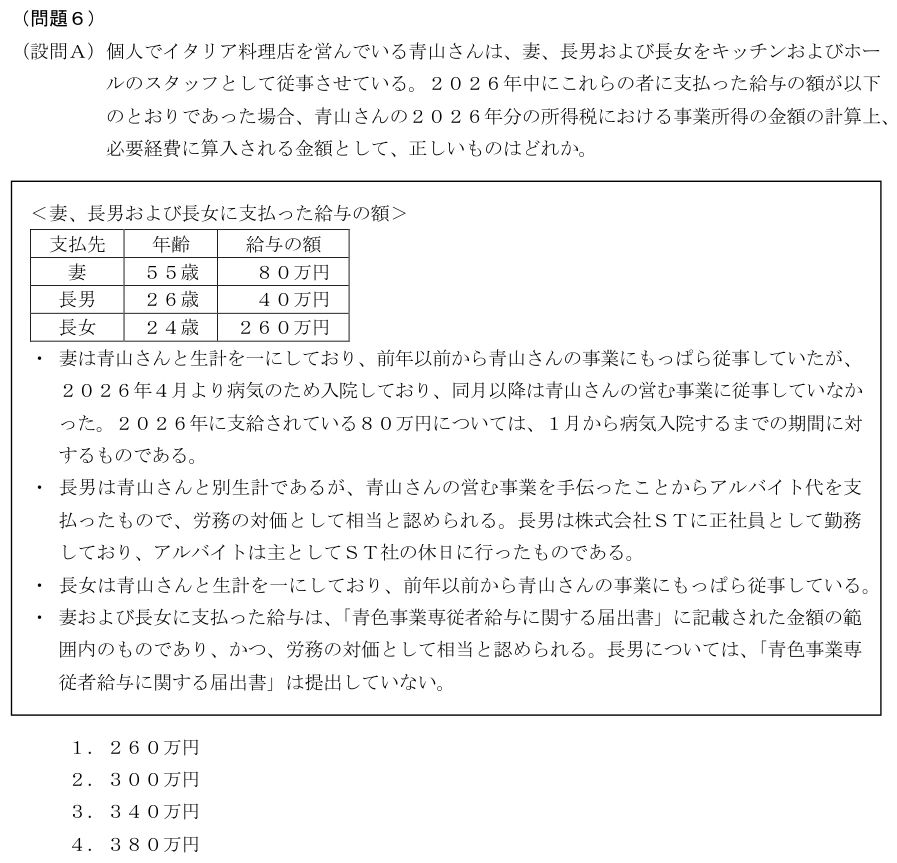 （問題６）
（設問Ａ）個人でイタリア料理店を営んでいる青山さんは、妻、長男および長女をキッチンおよびホー
ルのスタッフとして従事させている。２０２６年中にこれらの者に支払った給与の額が以下
のとおりであった場合、青山さんの２０２６年分の所得税における事業所得の金額の計算上、
必要経費に算入される金額として、正しいものはどれか。
＜妻、長男および長女に支払った給与の額＞
支払先 年齢 給与の額
妻 ５５歳 ８０万円
長男 ２６歳 ４０万円
長女 ２４歳 ２６０万円
・ 妻は青山さんと生計を一にしており、前年以前から青山さんの事業にもっぱら従事していたが、
２０２６年４月より病気のため入院しており、同月以降は青山さんの営む事業に従事していなか
った。２０２６年に支給されている８０万円については、１月から病気入院するまでの期間に対
するものである。
・ 長男は青山さんと別生計であるが、青山さんの営む事業を手伝ったことからアルバイト代を支
払ったもので、労務の対価として相当と認められる。長男は株式会社ＳＴに正社員として勤務
しており、アルバイトは主としてＳＴ社の休日に行ったものである。
・ 長女は青山さんと生計を一にしており、前年以前から青山さんの事業にもっぱら従事している。
・ 妻および長女に支払った給与は、「青色事業専従者給与に関する届出書」に記載された金額の範
囲内のものであり、かつ、労務の対価として相当と認められる。長男については、「青色事業専
従者給与に関する届出書」は提出していない。
１．２６０万円
２．３００万円
３．３４０万円
４．３８０万円